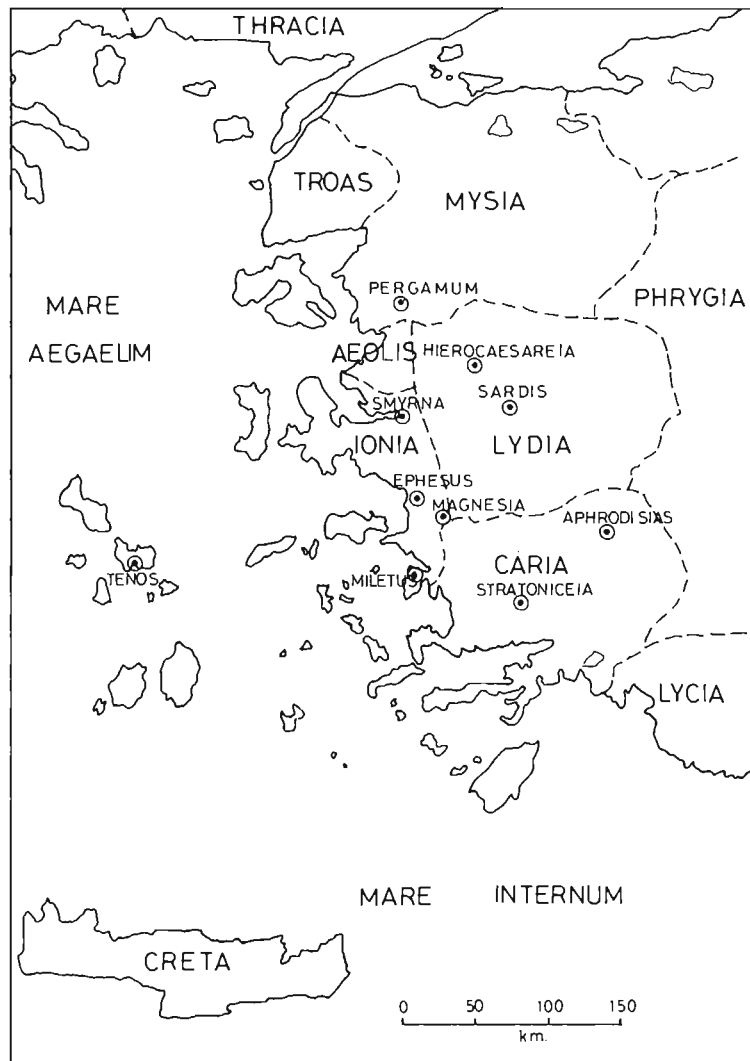 THRACIA
TROAS
MYSIA
PERGAMUM
PHRYGIA
MARE
AEGAEUM
AEOLIS
HIEROCAESAREIA
SARDIS
SMYRNA
IONIA
LYDIA
EPHESUS
MAGNESIA
APHRODISIAS
TENOS
MILETUS
CARIA
STRATONICEIA
LYCIA
MARE INTERNUM
CRETA
0 50 100 150
km.